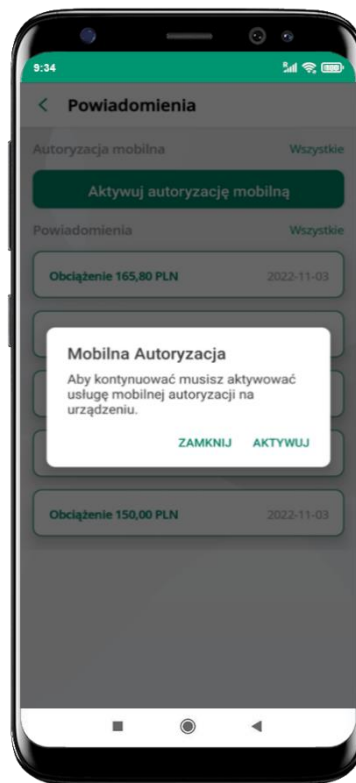 9:34
Powiadomienia
Autoryzacja mobilna Wszystkie
Aktywuj autoryzację mobilną
Powiadomienia Wszystkie
Obciążenie 165,80 PLN 2022-11-03
Mobilna Autoryzacja
Aby kontynuować musisz aktywować
usługę mobilnej autoryzacji na
urządzeniu.
ZAMKNIJ AKTYWUJ
Obciążenie 150,00 PLN 2022-11-03